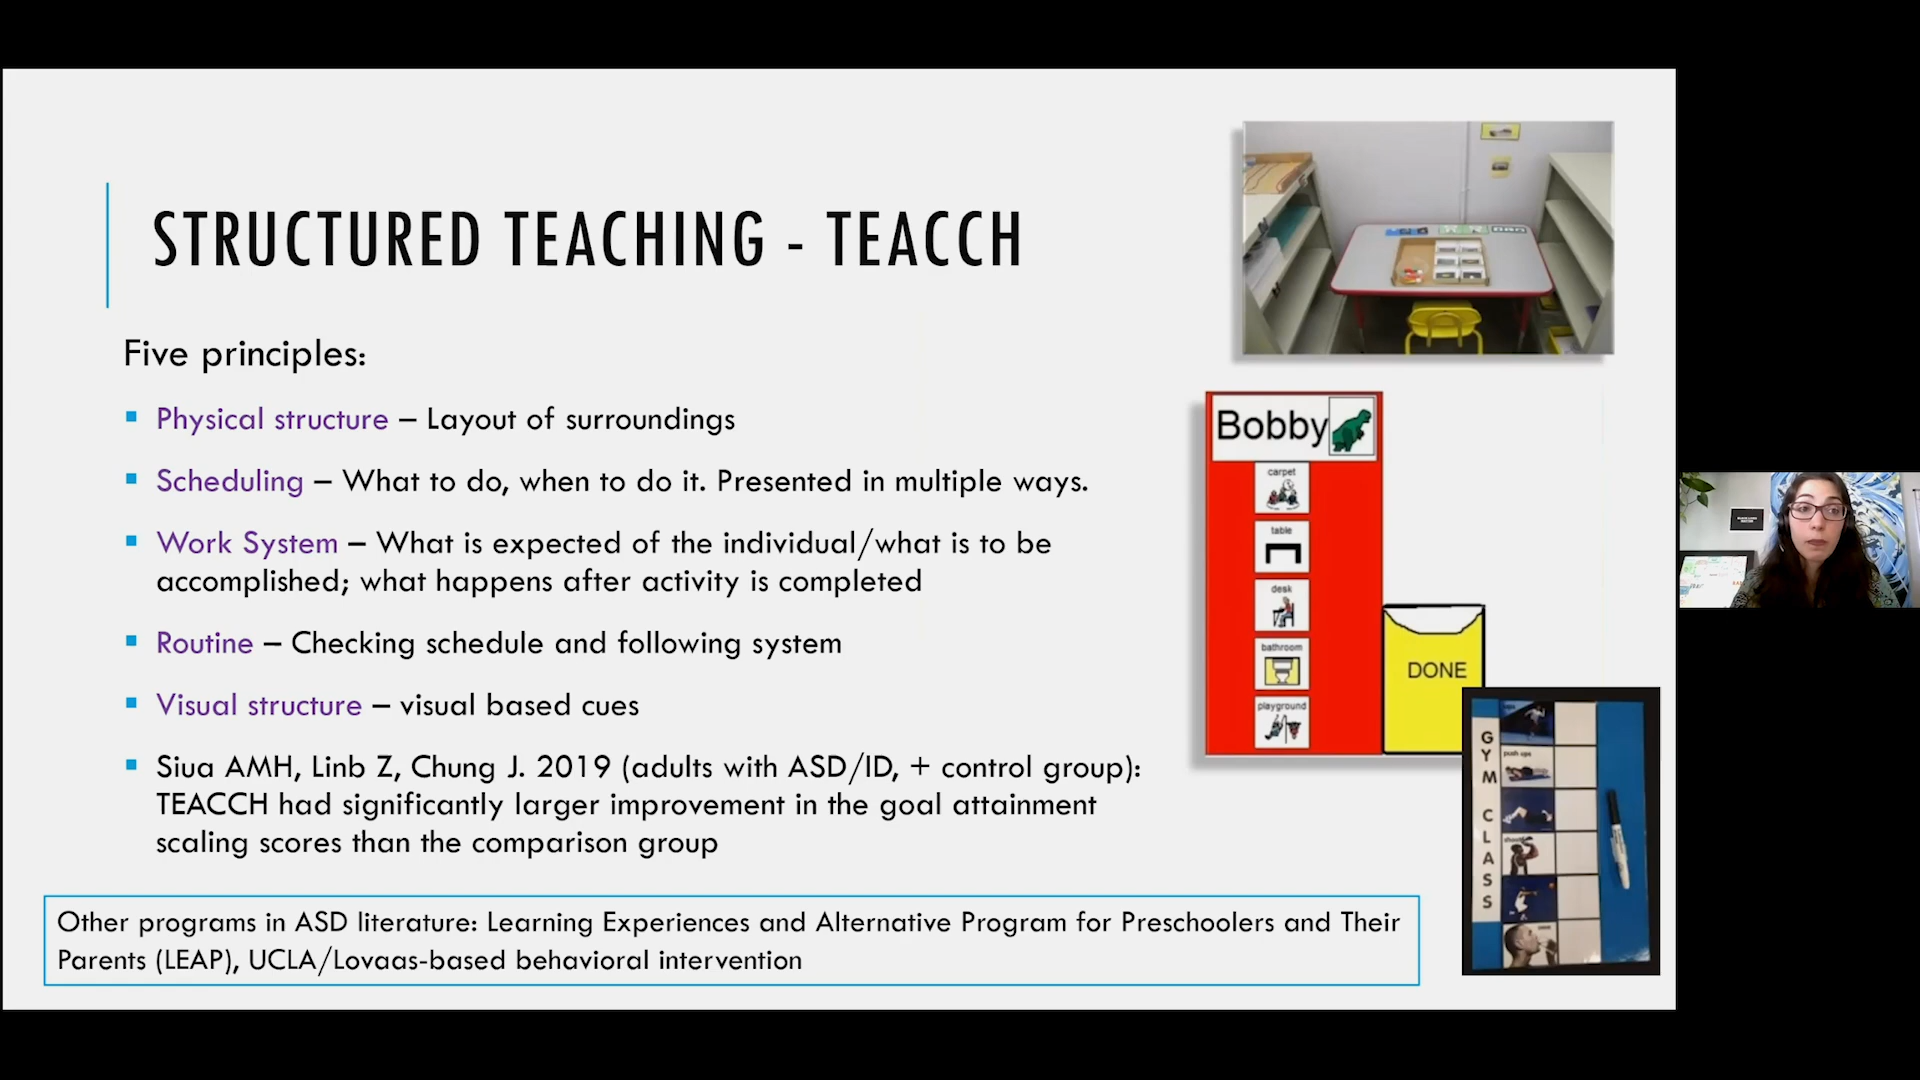 STRUCTURED TEACHING - TEACCH
Five principles:
Physical structure – Layout of surroundings
Scheduling – What to do, when to do it. Presented in multiple ways.
Work System – What is expected of the individual/what is to be
accomplished; what happens after activity is completed
Routine – Checking schedule and following system
Visual structure – visual based cues
Siua AMH, Linb Z, Chung J. 2019 (adults with ASD/ID, + control group):
TEACCH had significantly larger improvement in the goal attainment
scaling scores than the comparison group
Other programs in ASD literature: Learning Experiences and Alternative Program for Preschoolers and Their
Parents (LEAP), UCLA/Lovaas-based behavioral intervention
Bobby
carpet
table
desk
bathroom
playground
DONE
GYM CLASS
push ups